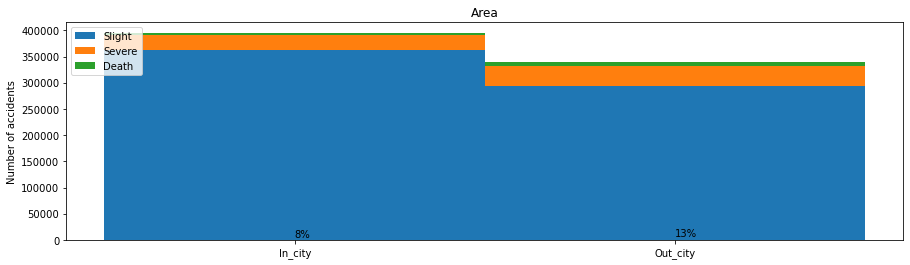 Area
Number of accidents
400000
350000
300000
250000
200000
150000
100000
50000
0
Slight
Severe
Death
8%
13%
In_city
Out_city